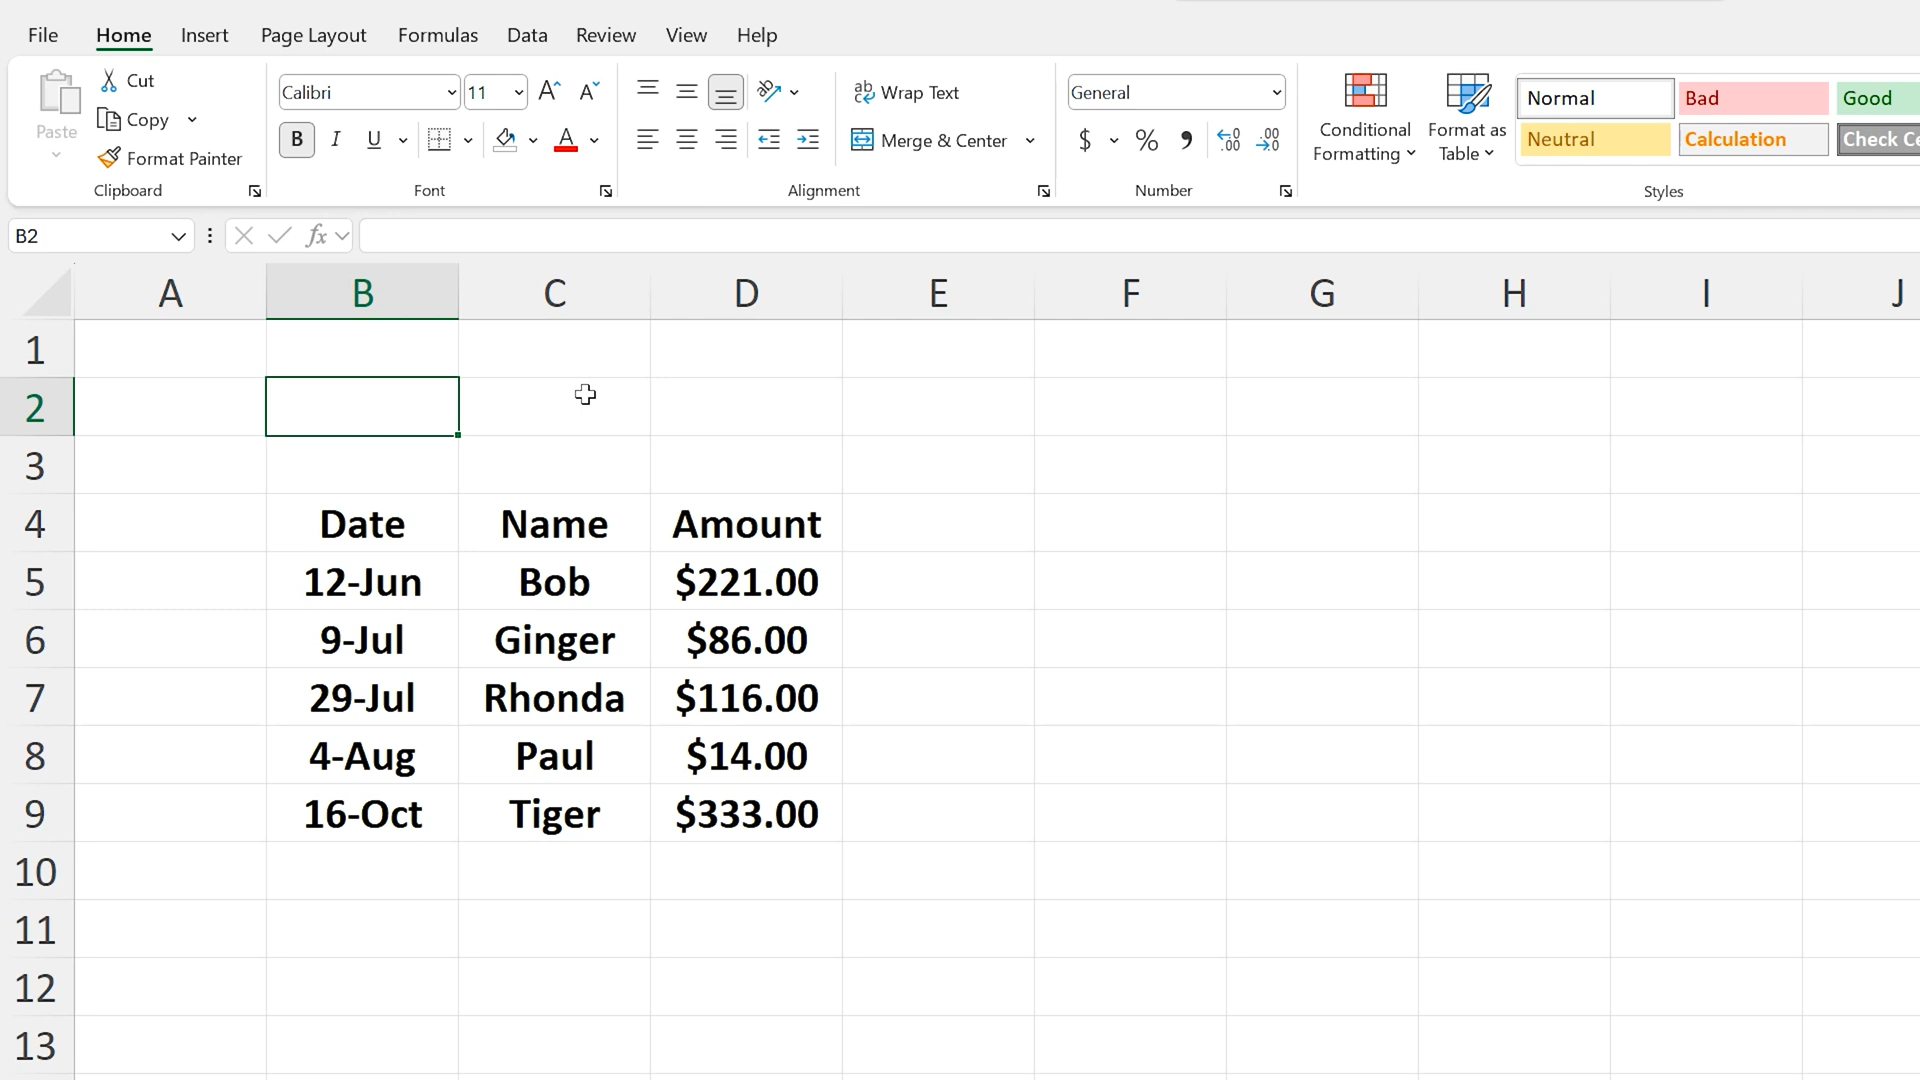 File Home Insert Page Layout Formulas Data Review View Help
Paste
Cut
Copy
Format Painter
Clipboard
Calibri 11
B I U
Font
Wrap Text
Merge & Center
Alignment
General
$ % 9
Number
Conditional Formatting
Format as Table
Normal Bad Good
Neutral Calculation Check Ce
Styles
B2 fx
A B C D E F G H I J
1
2
3
4 Date Name Amount
5 12-Jun Bob $221.00
6 9-Jul Ginger $86.00
7 29-Jul Rhonda $116.00
8 4-Aug Paul $14.00
9 16-Oct Tiger $333.00
10
11
12
13